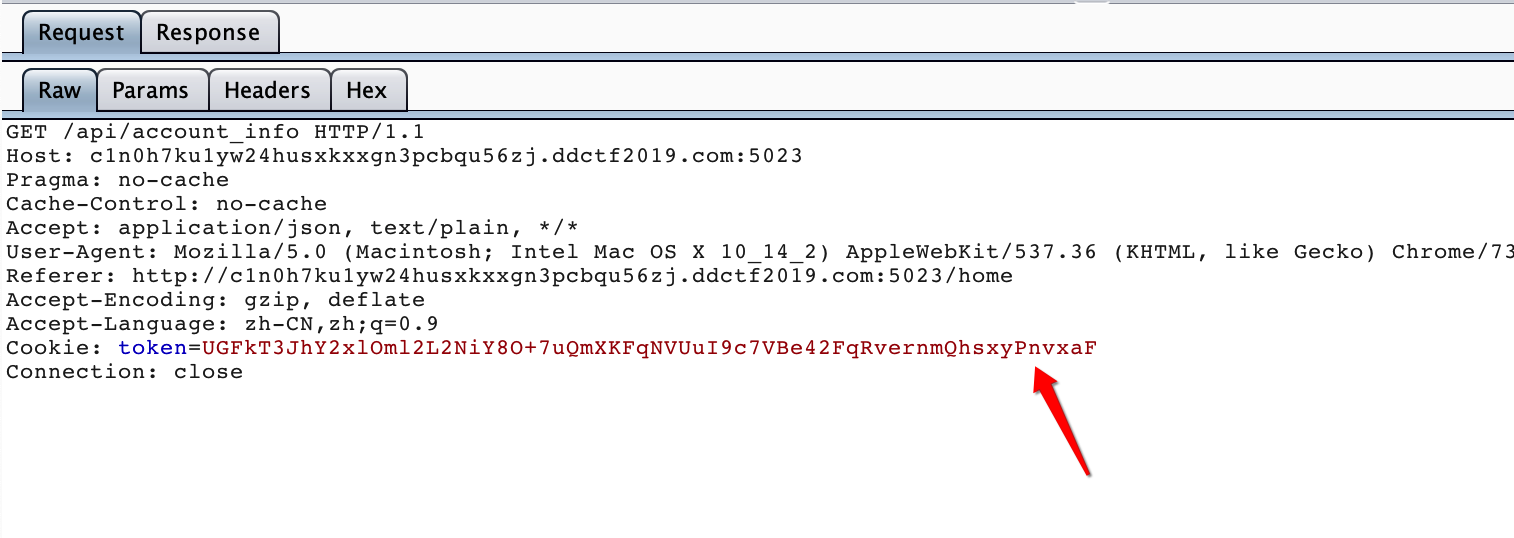 Request Response
Raw Params Headers Hex
GET /api/account_info HTTP/1.1
Host: c1n0h7ku1yw24husxkxxgn3pcbqu56zj.ddctf2019.com:5023
Pragma: no-cache
Cache-Control: no-cache
Accept: application/json, text/plain, */*
User-Agent: Mozilla/5.0 (Macintosh; Intel Mac OS X 10_14_2) AppleWebKit/537.36 (KHTML, like Gecko) Chrome/73
Referer: http://c1n0h7ku1yw24husxkxxgn3pcbqu56zj.ddctf2019.com:5023/home
Accept-Encoding: gzip, deflate
Accept-Language: zh-CN,zh;q=0.9
Cookie: token=UGFkT3JhY2xlOml2L2NiY8O+7uQmXKFqNVUuI9c7VBe42FqRvernmQhsxyPnvxaF
Connection: close